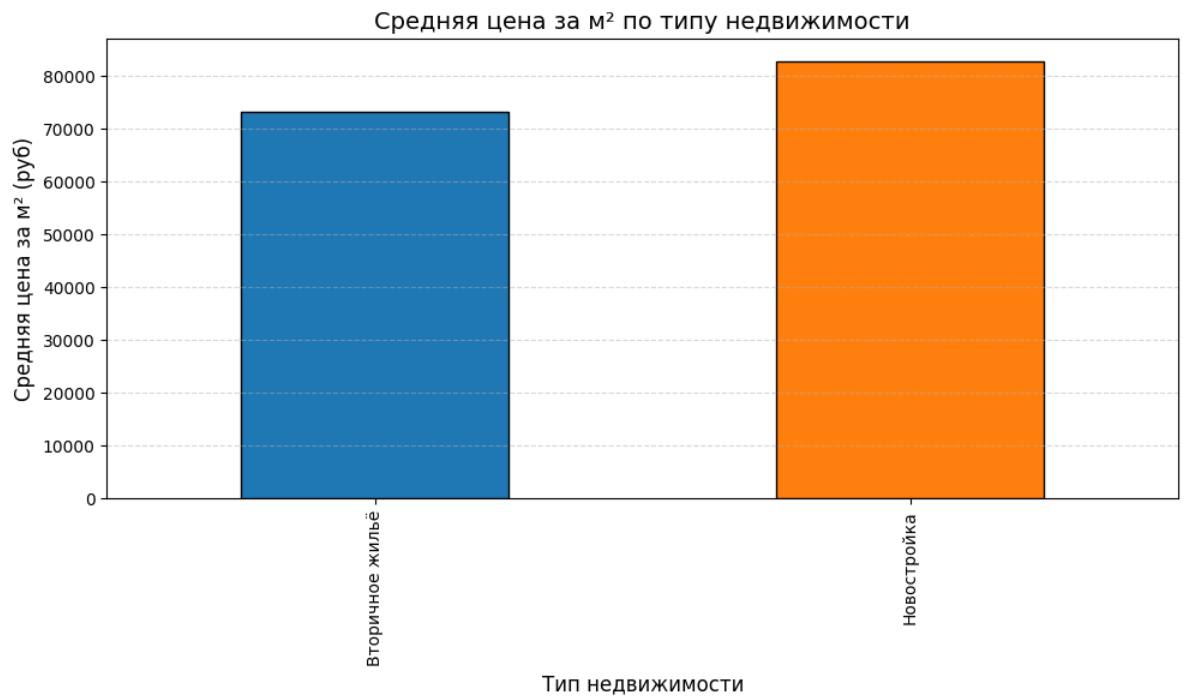 Средняя цена за м² по типу недвижимости
Средняя цена за м² (руб)
80000
70000
60000
50000
40000
30000
20000
10000
0
Вторичное жильё
Новостройка
Тип недвижимости